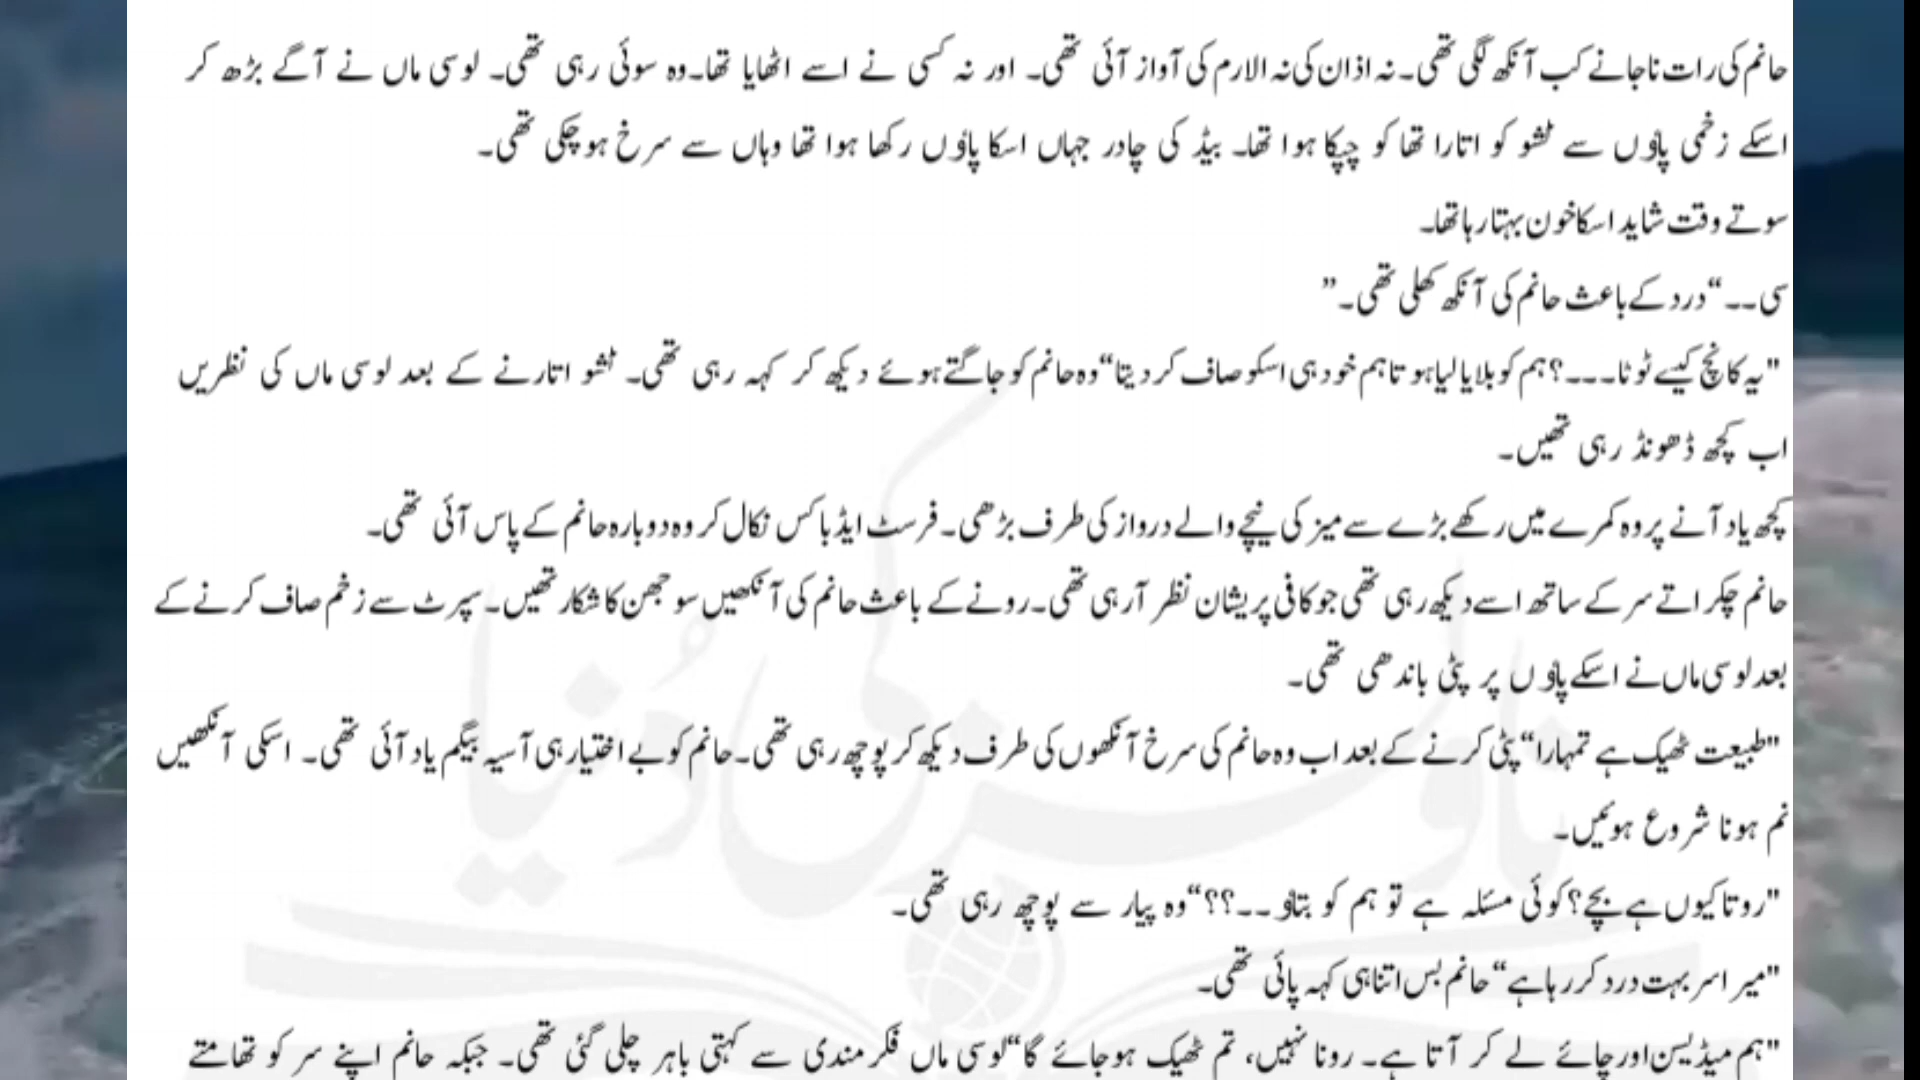 حانم کی رات نا جانے کب آنکھ لگی تھی۔ نہ اذان کی نہ الارم کی آواز آئی تھی۔ اور نہ کسی نے اسے اٹھایا تھا۔ وہ سوئی رہی تھی۔ لوسی ماں نے آگے بڑھ کر
اسکے زخمی پاؤں سے ٹشو کو اتارا تھا کو چپکا ہوا تھا۔ بیڈ کی چادر جہاں اسکا پاؤں رکھا ہوا تھا وہاں سے سرخ ہوچکی تھی۔
سوتے وقت شاید اسکا خون بہتا رہا تھا۔
سی۔۔“درد کے باعث حانم کی آنکھ کھلی تھی۔”
"یہ کانچ کیسے ٹوٹا۔۔۔؟ ہم کو بلایا لیا ہوتا ہم خود ہی اسکو صاف کر دیتا“ وہ حانم کو جاگتے ہوئے دیکھ کر کہہ رہی تھی۔ ٹشو اتارنے کے بعد لوسی ماں کی نظریں
اب کچھ ڈھونڈ رہی تھیں۔
کچھ یاد آنے پر وہ کمرے میں رکھے بڑے سے میز کی نیچے والے درواز کی طرف بڑھی۔ فرسٹ ایڈ باکس نکال کر وہ دوبارہ حانم کے پاس آئی تھی۔
حانم چکراتے سر کے ساتھ اسے دیکھ رہی تھی جو کافی پریشان نظر آرہی تھی۔ رونے کے باعث حانم کی آنکھیں سوجھن کا شکار تھیں۔ سپرٹ سے زخم صاف کرنے کے
بعد لوسی ماں نے اسکے پاؤں پر پٹی باندھی تھی۔
"طبیعت ٹھیک ہے تمہارا“ پٹی کرنے کے بعد اب وہ حانم کی سرخ آنکھوں کی طرف دیکھ کر پوچھ رہی تھی۔ حانم کو بے اختیار ہی آسیہ بیگم یاد آئی تھی۔ اسکی آنکھیں
نم ہونا شروع ہوئیں۔
"روتا کیوں ہے بچے؟ کوئی مسئلہ ہے تو ہم کو بتاؤ۔۔؟؟“ وہ پیار سے پوچھ رہی تھی۔
"میرا سر بہت درد کر رہا ہے“ حانم بس اتنا ہی کہہ پائی تھی۔
"ہم میڈیسن اور چائے لے کر آتا ہے۔ رونا نہیں، تم ٹھیک ہوجائے گا“ لوسی ماں فکر مندی سے کہتی باہر چلی گئی تھی۔ جبکہ حانم اپنے سر کو تھامتے
ناولز کی دُنیا